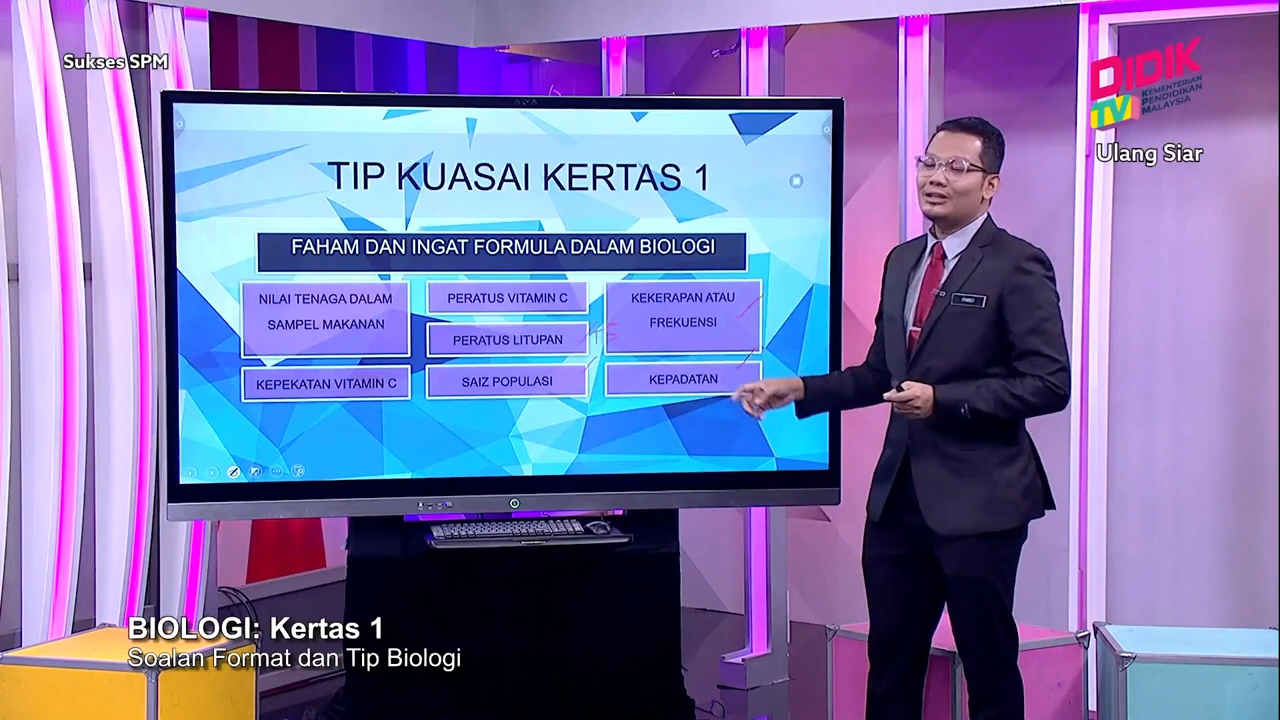 Sukses SPM
DIDIK
TV
KEMENTERIAN
PENDIDIKAN
MALAYSIA
Ulang Siar
TIP KUASAI KERTAS 1
FAHAM DAN INGAT FORMULA DALAM BIOLOGI
NILAI TENAGA DALAM
SAMPEL MAKANAN
PERATUS VITAMIN C
KEKERAPAN ATAU
FREKUENSI
PERATUS LITUPAN
KEPEKATAN VITAMIN C
SAIZ POPULASI
KEPADATAN
BIOLOGI: Kertas 1
Soalan Format dan Tip Biologi